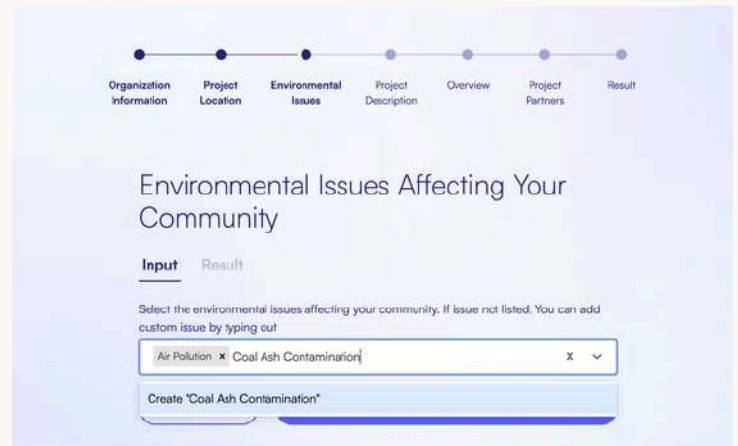 Organization
Information
Project
Location
Environmental
Issues
Project
Description
Overview
Project
Partners
Result
Environmental Issues Affecting Your
Community
Input Result
Select the environmental issues affecting your community. If issue not listed. You can add
custom issue by typing out
Air Polution x Coal Ash Contamination x
Create "Coal Ash Contamination"